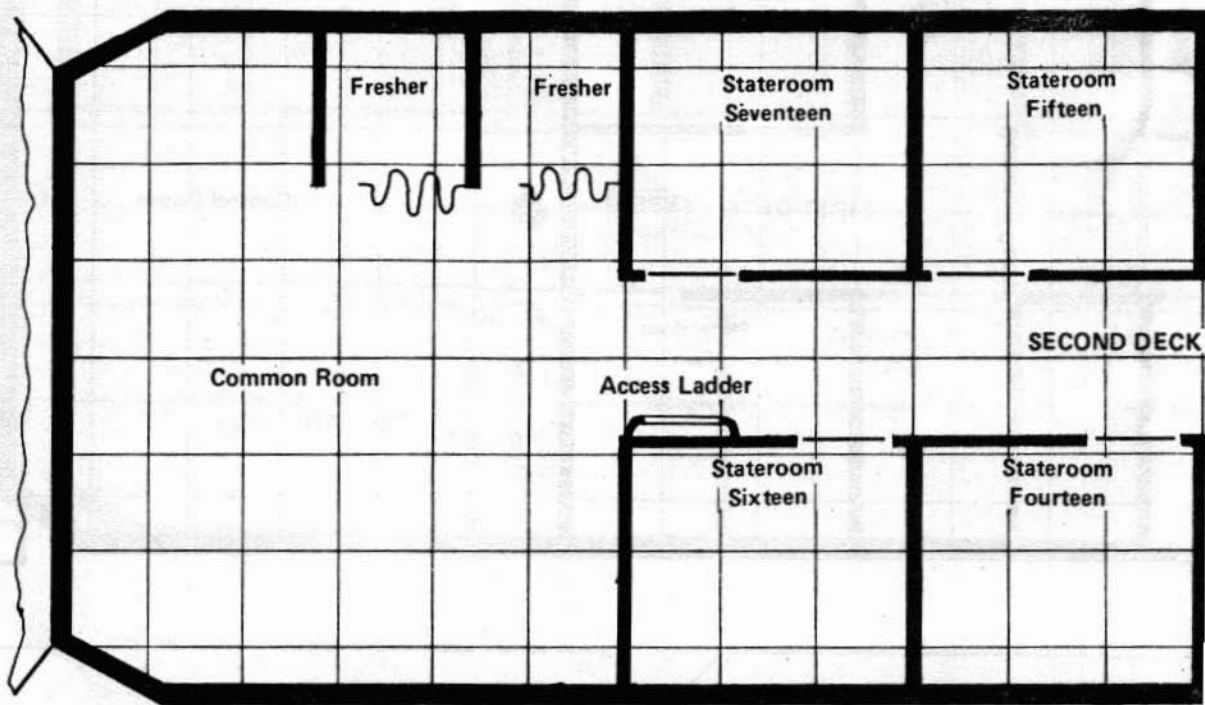 Fresher
Fresher
Stateroom
Seventeen
Stateroom
Fifteen
SECOND DECK
Common Room
Access Ladder
Stateroom
Sixteen
Stateroom
Fourteen